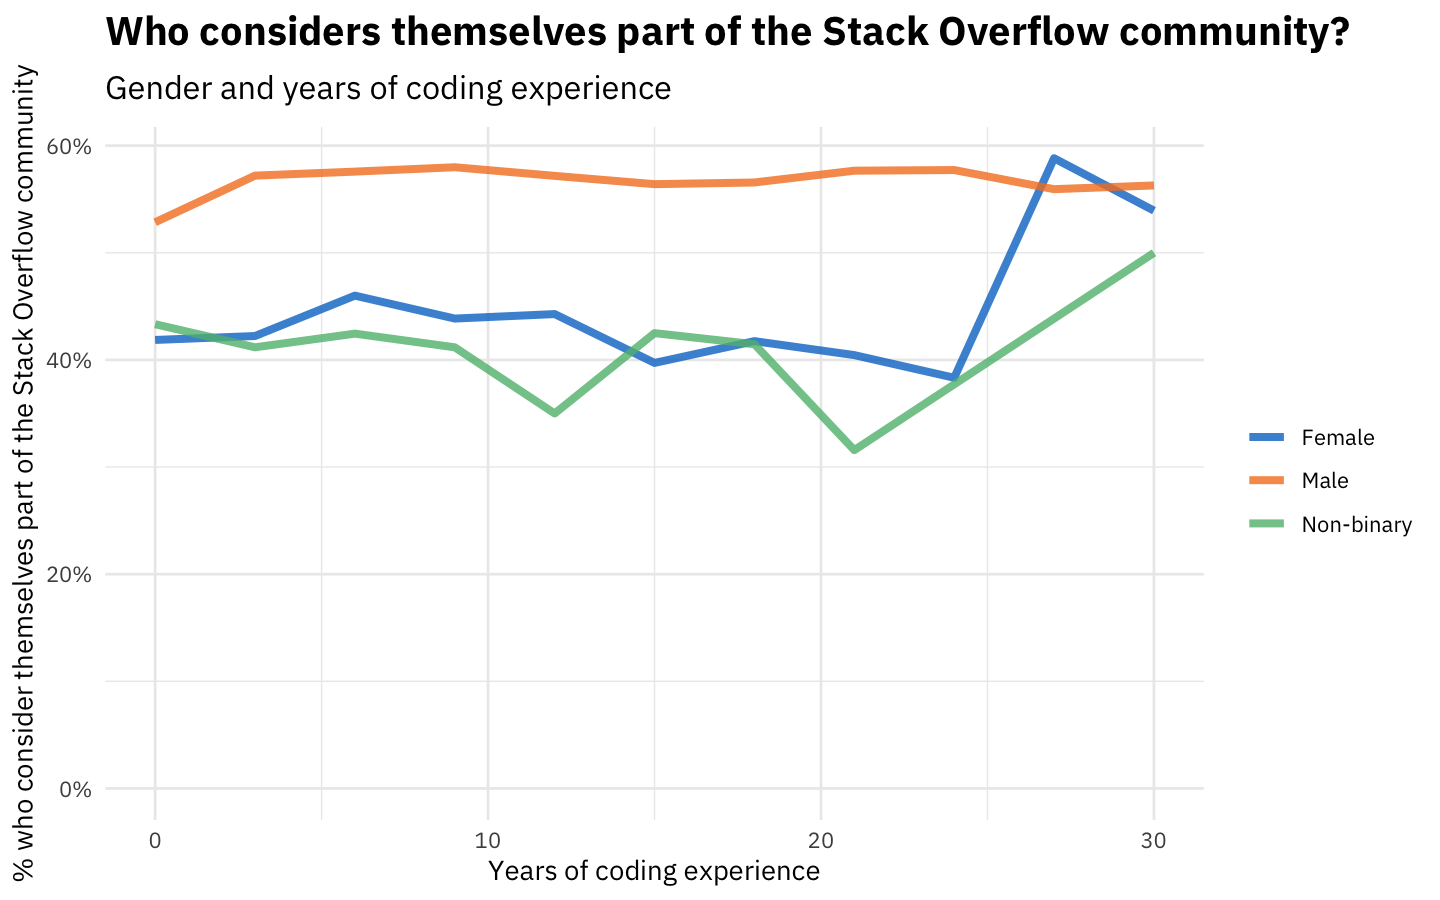 Who considers themselves part of the Stack Overflow community?
Gender and years of coding experience
% who consider themselves part of the Stack Overflow community
60%
40%
20%
0%
0 10 20 30
Years of coding experience
Female
Male
Non-binary